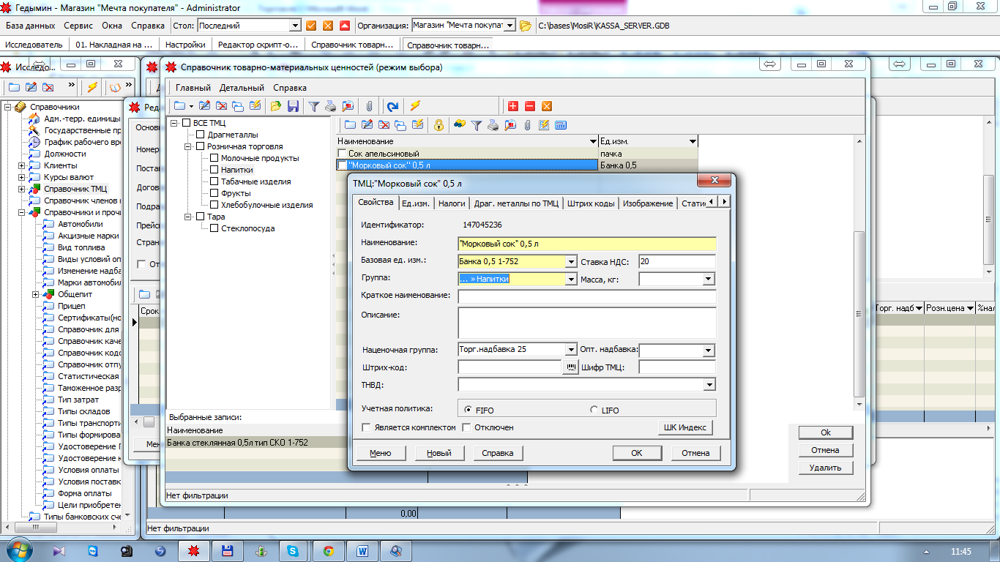 Гедымин - Магазин "Мечта покупателя" - Administrator
База данных Сервис Окна Справка Стол: Последний Организация: Магазин "Мечта покупат C:\bases\MosiR\KASSA_SERVER.GDB
Исследователь 01. Накладная на ... Настройки Редактор скрипт-о... Справочник товарн... Справочник товарн...
Исследо...
Справочники
Адм.-терр. единицы
Государственные пр
График рабочего вр
Должности
Клиенты
Курсы валют
Справочник ТМЦ
Справочник членов к
Справочники и прочи
Автомобили
Акцизные марки
Вид топлива
Виды условий оп
Изменение надба
Марки автомобил
Общепит
Прицеп
Сертификаты(но
Справочник для
Справочник каче
Справочник кодо
Справочник отпу
Статистическая
Таможенное разр
Тип затрат
Типы складов
Типы транспорти
Типы формирован
Удостоверение Г
Удостоверение к
Условия оплаты
Условия поставк
Форма оплаты
Цели приобретен
Типы банковских сче
Ред
Основ
Номер
Постав
Догов
Подра
Прейс
Стран
От
Срок
Мен
Справочник товарно-материальных ценностей (режим выбора)
Главный Детальный Справка
ВСЕ ТМЦ
Драгметаллы
Розничная торговля
Молочные продукты
Напитки
Табачные изделия
Фрукты
Хлебобулочные изделия
Тара
Стеклопосуда
Наименование Ед.изм.
Сок апельсиновый пачка
"Морковый сок" 0,5 л Банка 0,5
ТМЦ:"Морковый сок" 0,5 л
Свойства Ед.изм. Налоги Драг. металлы по ТМЦ Штрих коды Изображение Статис
Идентификатор: 147045236
Наименование: "Морковый сок" 0,5 л
Базовая ед. изм.: Банка 0,5 1-752 Ставка НДС: 20
Группа: ... » Напитки Масса, кг:
Краткое наименование:
Описание:
Наценочная группа: Торг.надбавка 25 Опт. надбавка:
Штрих-код: Шифр ТМЦ:
ТНВД:
Учетная политика: FIFO LIFO
Является комплектом Отключен ШК Индекс
Меню Новый Справка OK Отмена
Выбранные записи:
Наименование
Банка стеклянная 0,5л тип СКО 1-752
Ok
Отмена
Удалить
Нет фильтрации
Торг. надб Розн.цена %нал
0,00
Нет фильтрации
11:45